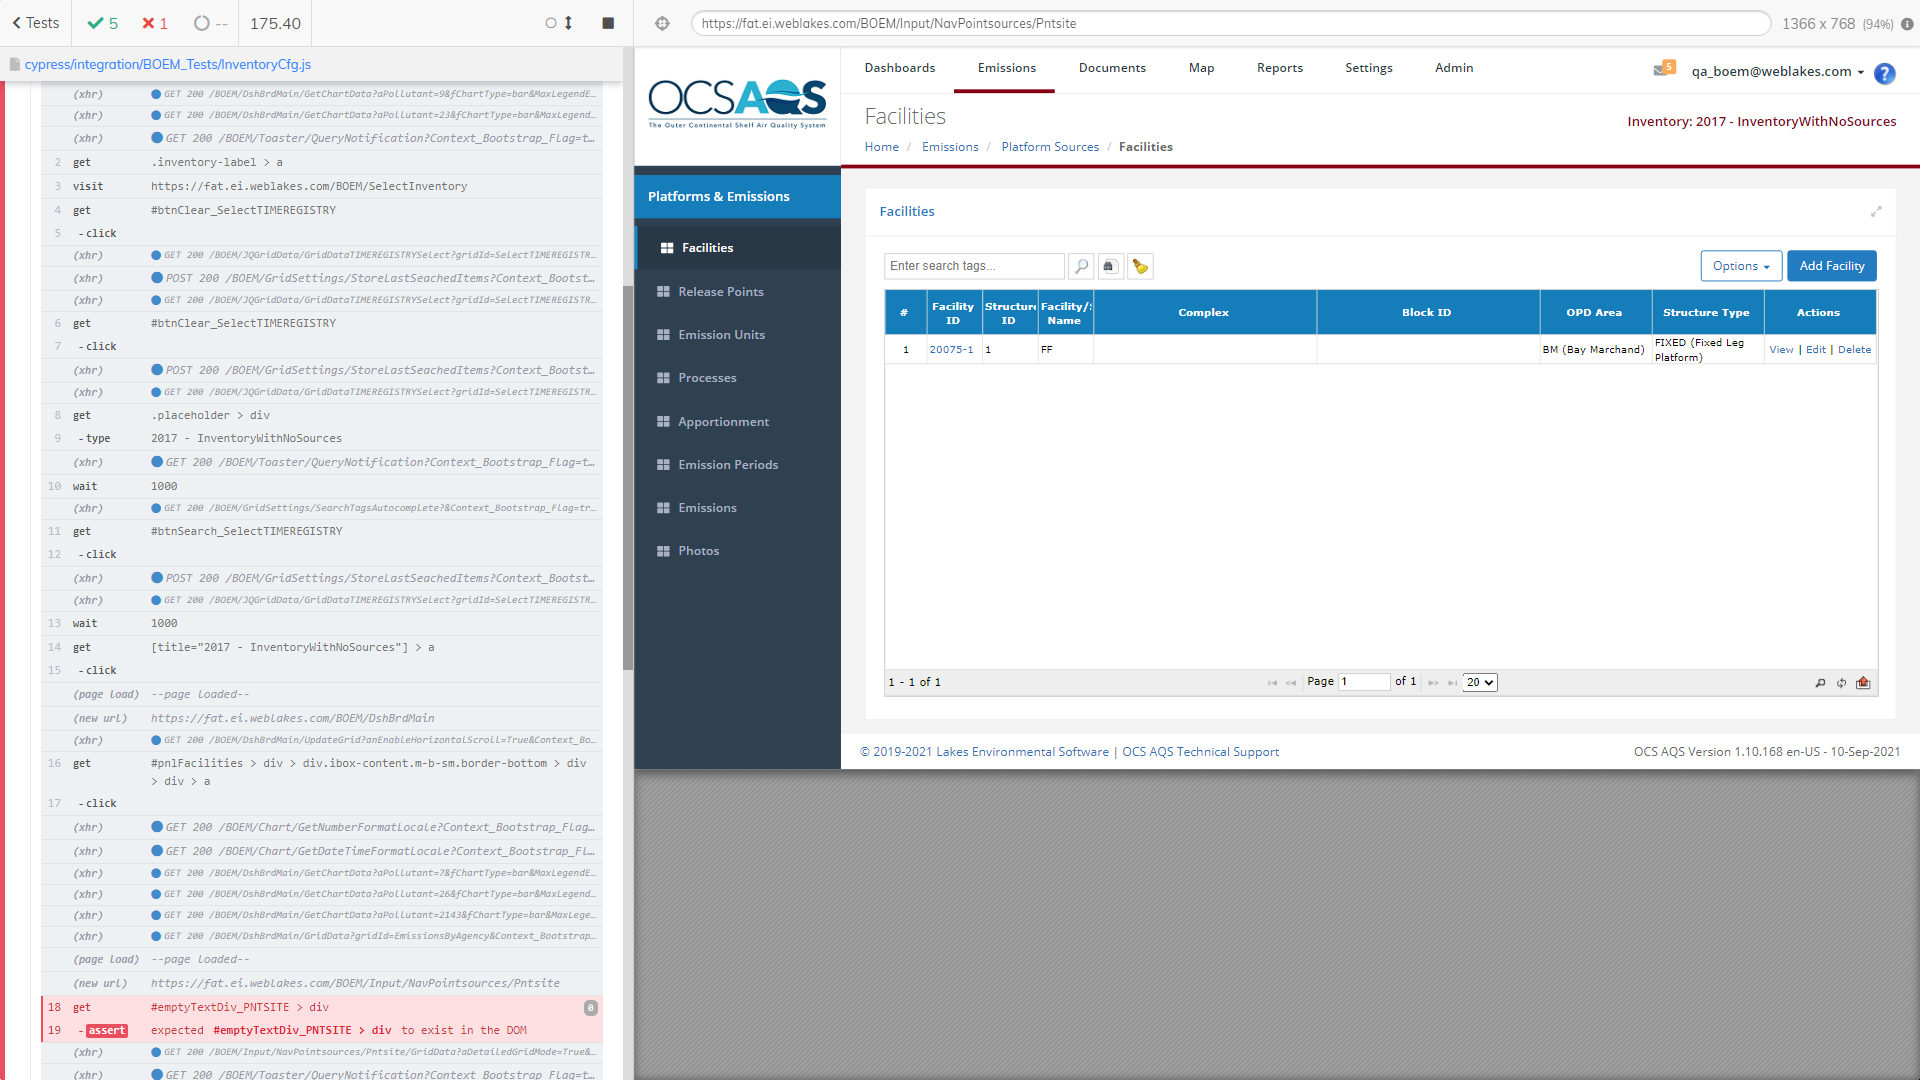 Tests
5
1
--
175.40
cypress/integration/BOEM_Tests/InventoryCfg.js
(xhr) GET 200 /BOEM/DshBrdMain/GetChartData?aPollutant=9&fChartType=bar&MaxLegendE...
(xhr) GET 200 /BOEM/DshBrdMain/GetChartData?aPollutant=23&fChartType=bar&MaxLegend...
(xhr) GET 200 /BOEM/Toaster/QueryNotification?Context_Bootstrap_Flag=t...
2 get .inventory-label > a
3 visit https://fat.ei.weblakes.com/BOEM/SelectInventory
4 get #btnClear_SelectTIMEREGISTRY
5 -click
(xhr) GET 200 /BOEM/JQGridData/GridDataTIMEREGISTRYSelect?gridId=SelectTIMEREGISTR...
(xhr) POST 200 /BOEM/GridSettings/StoreLastSeachedItems?Context_Bootst...
(xhr) GET 200 /BOEM/JQGridData/GridDataTIMEREGISTRYSelect?gridId=SelectTIMEREGISTR...
6 get #btnClear_SelectTIMEREGISTRY
7 -click
(xhr) POST 200 /BOEM/GridSettings/StoreLastSeachedItems?Context_Bootst...
(xhr) GET 200 /BOEM/JQGridData/GridDataTIMEREGISTRYSelect?gridId=SelectTIMEREGISTR...
8 get .placeholder > div
9 -type 2017 - InventoryWithNoSources
(xhr) GET 200 /BOEM/Toaster/QueryNotification?Context_Bootstrap_Flag=t...
10 wait 1000
(xhr) GET 200 /BOEM/GridSettings/SearchTagsAutocomplete?&Context_Bootstrap_Flag=tr...
11 get #btnSearch_SelectTIMEREGISTRY
12 -click
(xhr) POST 200 /BOEM/GridSettings/StoreLastSeachedItems?Context_Bootst...
(xhr) GET 200 /BOEM/JQGridData/GridDataTIMEREGISTRYSelect?gridId=SelectTIMEREGISTR...
13 wait 1000
14 get [title="2017 - InventoryWithNoSources"] > a
15 -click
(page load) --page loaded--
(new url) https://fat.ei.weblakes.com/BOEM/DshBrdMain
(xhr) GET 200 /BOEM/DshBrdMain/UpdateGrid?anEnableHorizontalScroll=True&Context_Bo...
16 get #pnlFacilities > div > div.ibox-content.m-b-sm.border-bottom > div
> div > a
17 -click
(xhr) GET 200 /BOEM/Chart/GetNumberFormatLocale?Context_Bootstrap_Flag...
(xhr) GET 200 /BOEM/Chart/GetDateTimeFormatLocale?Context_Bootstrap_Fl...
(xhr) GET 200 /BOEM/DshBrdMain/GetChartData?aPollutant=7&fChartType=bar&MaxLegendE...
(xhr) GET 200 /BOEM/DshBrdMain/GetChartData?aPollutant=26&fChartType=bar&MaxLegend...
(xhr) GET 200 /BOEM/DshBrdMain/GetChartData?aPollutant=2143&fChartType=bar&MaxLege...
(xhr) GET 200 /BOEM/DshBrdMain/GridData?gridId=EmissionsByAgency&Context_Bootstrap...
(page load) --page loaded--
(new url) https://fat.ei.weblakes.com/BOEM/Input/NavPointsources/Pntsite
18 get #emptyTextDiv_PNTSITE > div 0
19 -assert expected #emptyTextDiv_PNTSITE > div to exist in the DOM
(xhr) GET 200 /BOEM/Input/NavPointsources/Pntsite/GridData?aDetailedGridMode=True&...
(xhr) GET 200 /BOEM/Toaster/QueryNotification?Context_Bootstrap_Flag=t...
https://fat.ei.weblakes.com/BOEM/Input/NavPointsources/Pntsite
1366 x 768 (94%)
OCSAQS
The Outer Continental Shelf Air Quality System
Dashboards Emissions Documents Map Reports Settings Admin
5
qa_boem@weblakes.com
?
Facilities
Inventory: 2017 - InventoryWithNoSources
Home / Emissions / Platform Sources / Facilities
Platforms & Emissions
Facilities
Release Points
Emission Units
Processes
Apportionment
Emission Periods
Emissions
Photos
Facilities
Enter search tags...
Options
Add Facility
# Facility ID Structure ID Facility/S Name Complex Block ID OPD Area Structure Type Actions
1 20075-1 1 FF BM (Bay Marchand) FIXED (Fixed Leg Platform) View | Edit | Delete
1 - 1 of 1
Page 1 of 1
20
© 2019-2021 Lakes Environmental Software | OCS AQS Technical Support
OCS AQS Version 1.10.168 en-US - 10-Sep-2021